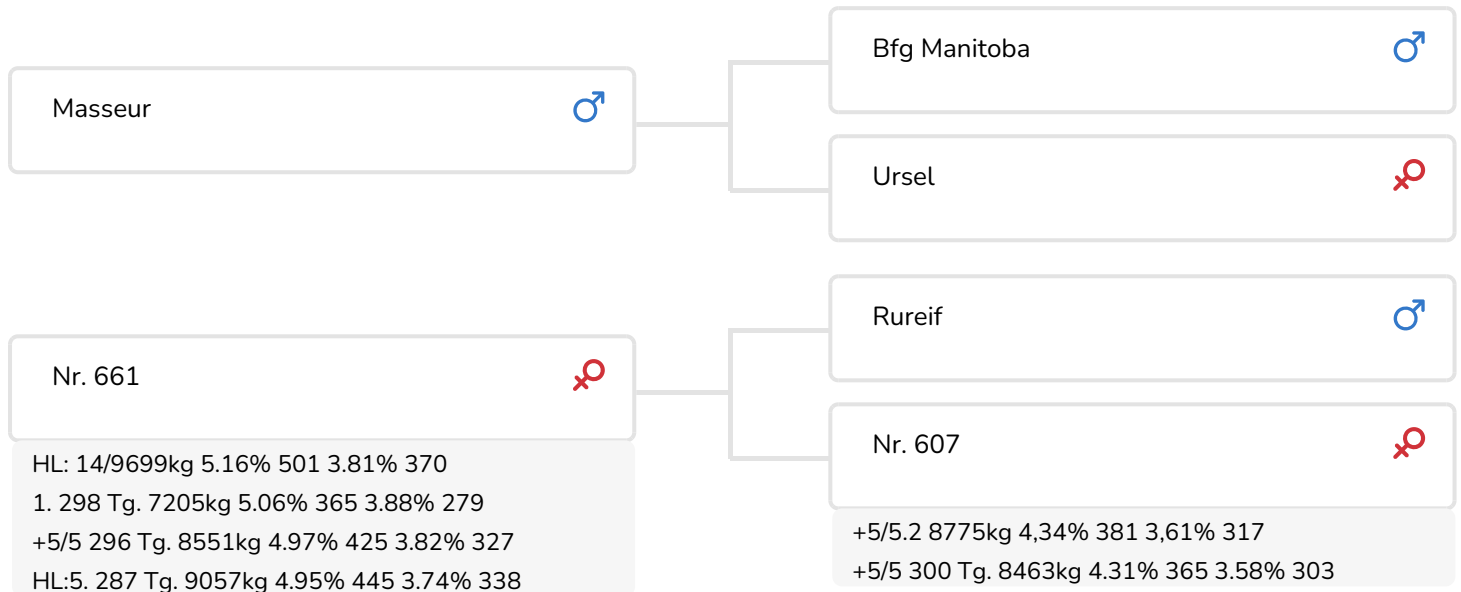 Bfg Manitoba
Masseur
Ursel
Rureif
Nr. 661
Nr. 607
HL: 14/9699kg 5.16% 501 3.81% 370
1. 298 Tg. 7205kg 5.06% 365 3.88% 279
+5/5 296 Tg. 8551kg 4.97% 425 3.82% 327
HL:5. 287 Tg. 9057kg 4.95% 445 3.74% 338
+5/5.2 8775kg 4,34% 381 3,61% 317
+5/5 300 Tg. 8463kg 4.31% 365 3.58% 303